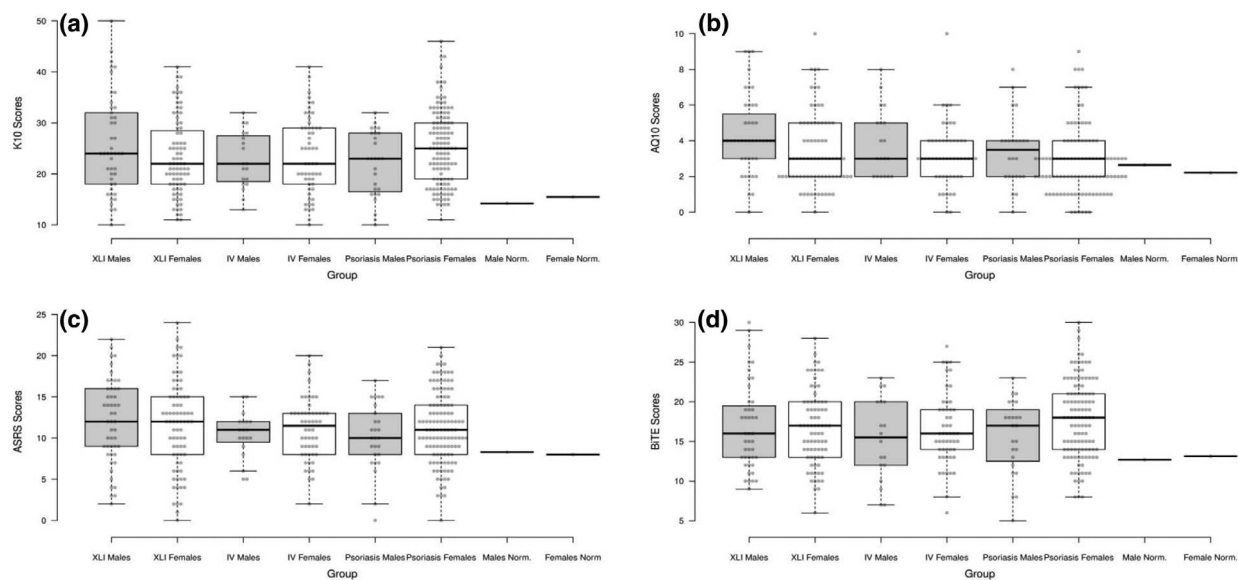 (a)
50
40
30
20
10
K10 Scores
XLI Males XLI Females IV Males IV Females Psoriasis Males Psoriasis Females Male Norm. Female Norm.
Group
(b)
10
8
6
4
2
0
AQ10 Scores
XLI Males XLI Females IV Males IV Females Psoriasis Males Psoriasis Females Males Norm. Females Norm
Group
(c)
25
20
15
10
5
0
ASRS Scores
XLI Males XLI Females IV Males IV Females Psoriasis Males Psoriasis Females Males Norm. Females Norm
Group
(d)
30
25
20
15
10
5
BiTE Scores
XLI Males XLI Females IV Males IV Females Psoriasis Males Psoriasis Females Male Norm. Female Norm.
Group